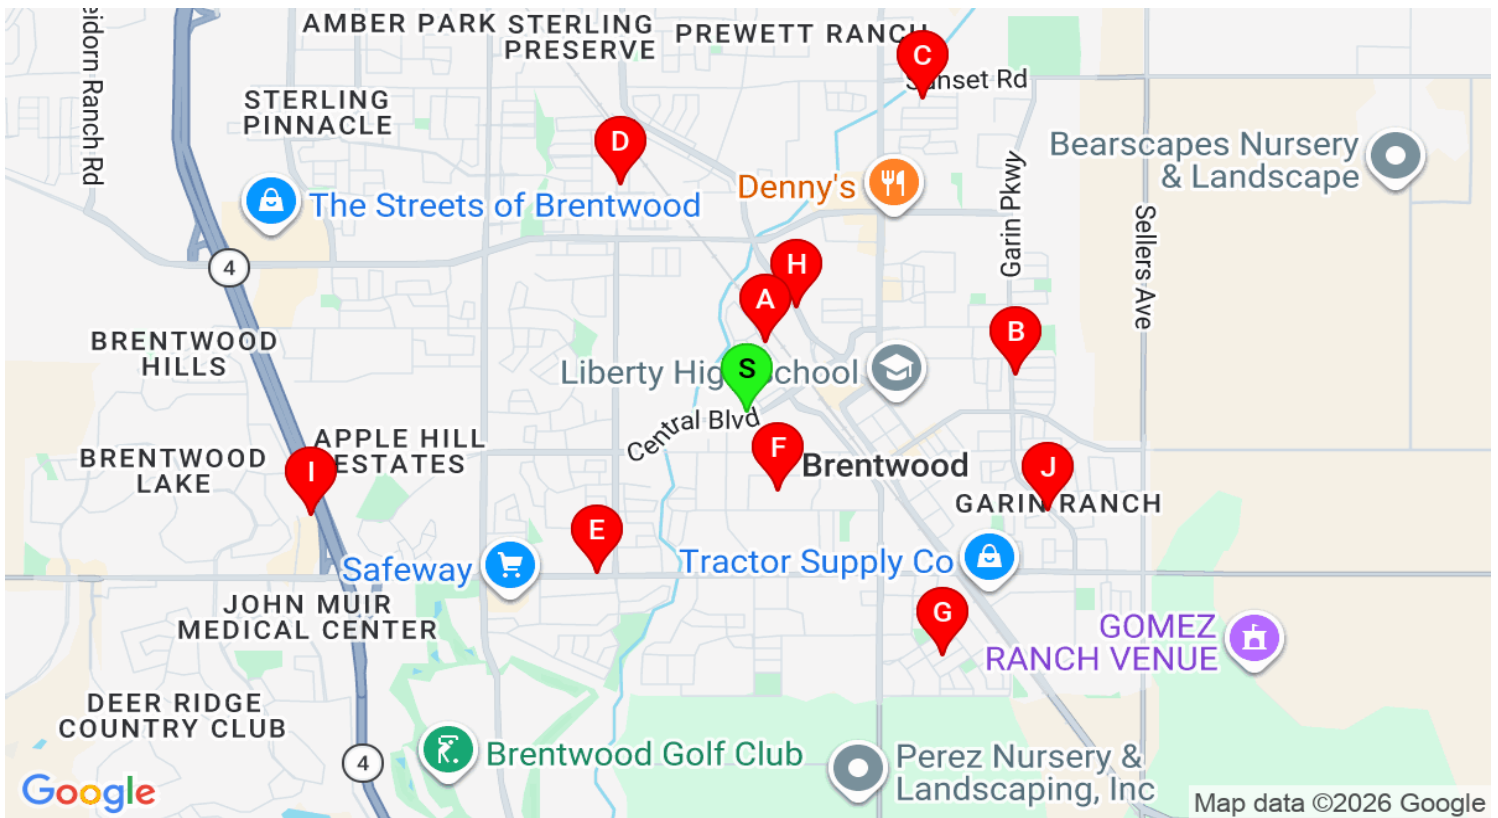 AMBER PARK
STERLING
PRESERVE
PREWETT RANCH
C
Sunset Rd
eidorn Ranch Rd
STERLING
PINNACLE
D
Bearscapes Nursery
& Landscape
Denny's
The Streets of Brentwood
Garin Pkwy
Sellers Ave
4
H
A
B
BRENTWOOD
HILLS
S
Liberty High School
Central Blvd
APPLE HILL
ESTATES
BRENTWOOD
LAKE
I
F
Brentwood
J
GARIN RANCH
E
Safeway
Tractor Supply Co
JOHN MUIR
MEDICAL CENTER
G
GOMEZ
RANCH VENUE
DEER RIDGE
COUNTRY CLUB
4
Brentwood Golf Club
Perez Nursery &
Landscaping, Inc
Google
Map data ©2026 Google